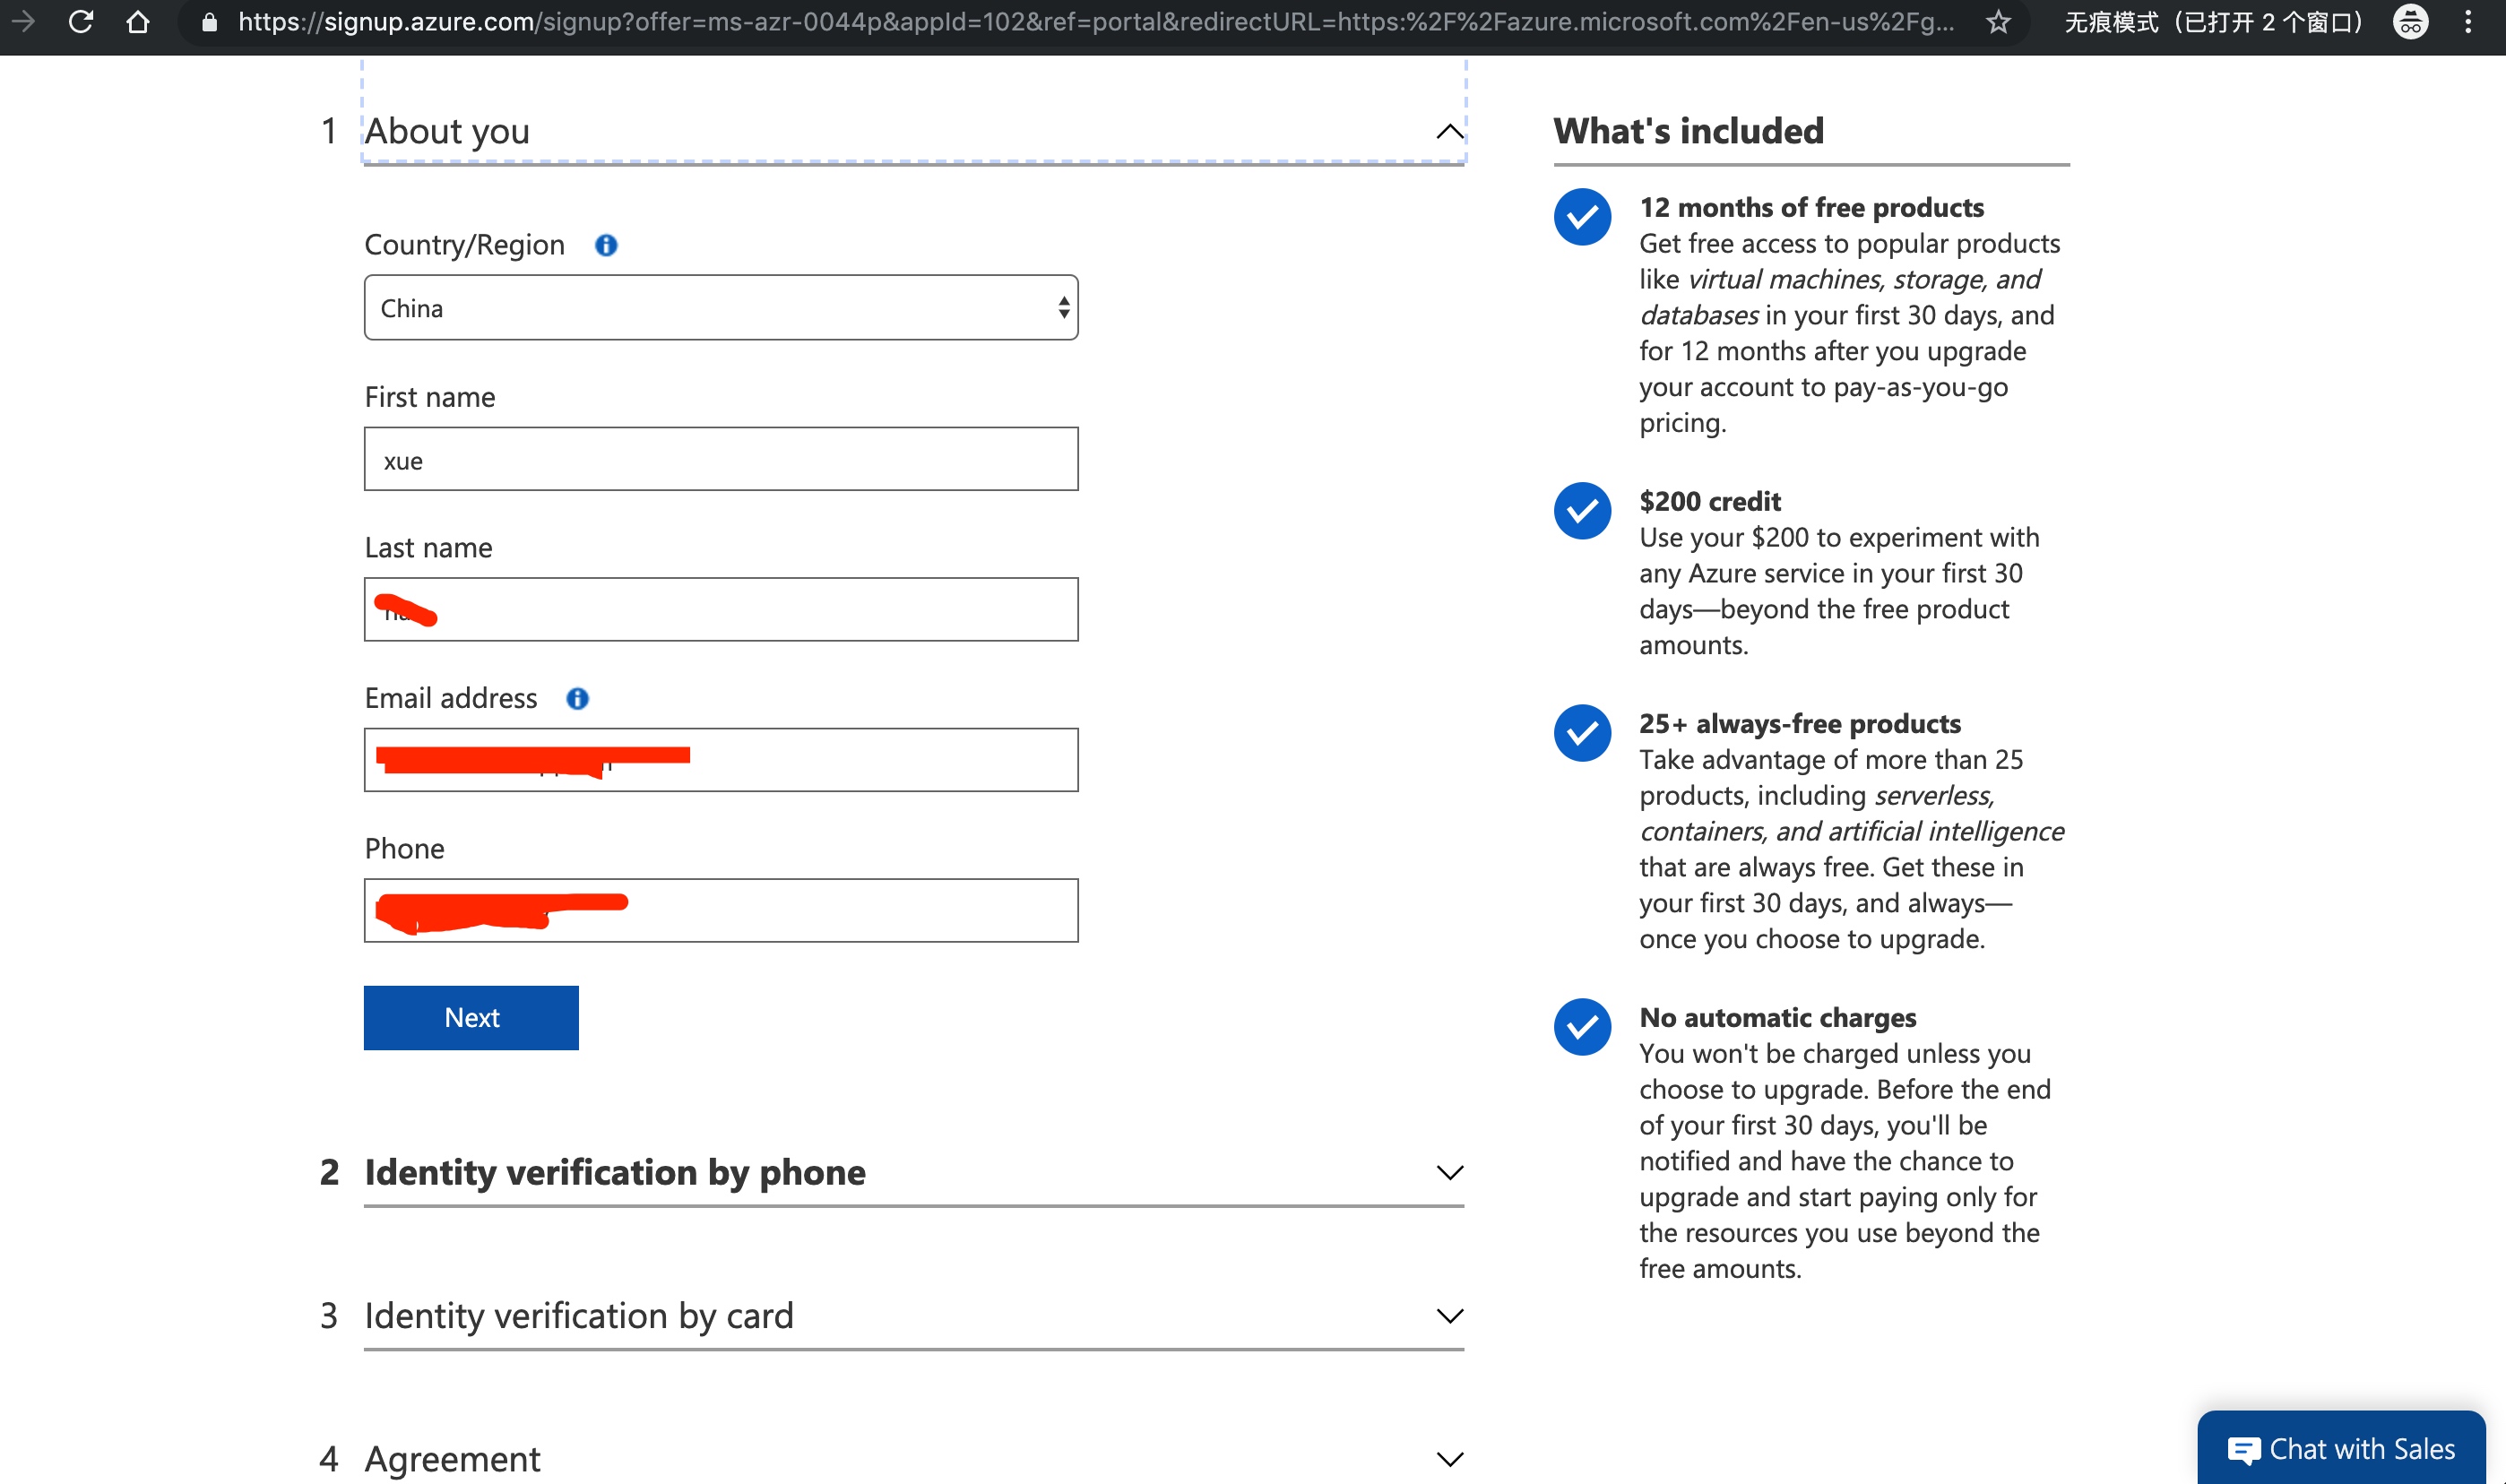 https://signup.azure.com/signup?offer=ms-azr-0044p&appId=102&ref=portal&redirectURL=https:%2F%2Fazure.microsoft.com%2Fen-us%2Fg...
无痕模式（已打开 2 个窗口）
1 About you
Country/Region
China
First name
xue
Last name
Email address
Phone
Next
2 Identity verification by phone
3 Identity verification by card
4 Agreement
What's included
12 months of free products
Get free access to popular products
like virtual machines, storage, and
databases in your first 30 days, and
for 12 months after you upgrade
your account to pay-as-you-go
pricing.
$200 credit
Use your $200 to experiment with
any Azure service in your first 30
days—beyond the free product
amounts.
25+ always-free products
Take advantage of more than 25
products, including serverless,
containers, and artificial intelligence
that are always free. Get these in
your first 30 days, and always—
once you choose to upgrade.
No automatic charges
You won't be charged unless you
choose to upgrade. Before the end
of your first 30 days, you'll be
notified and have the chance to
upgrade and start paying only for
the resources you use beyond the
free amounts.
Chat with Sales